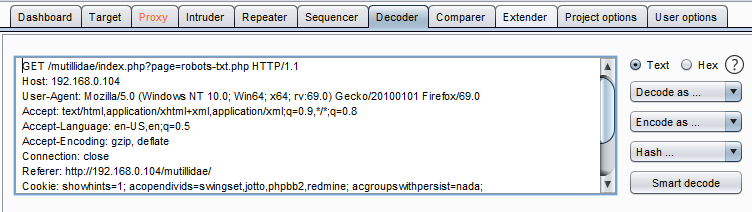 Dashboard Target Proxy Intruder Repeater Sequencer Decoder Comparer Extender Project options User options
GET /mutillidae/index.php?page=robots-txt.php HTTP/1.1
Host: 192.168.0.104
User-Agent: Mozilla/5.0 (Windows NT 10.0; Win64; x64; rv:69.0) Gecko/20100101 Firefox/69.0
Accept: text/html,application/xhtml+xml,application/xml;q=0.9,*/*;q=0.8
Accept-Language: en-US,en;q=0.5
Accept-Encoding: gzip, deflate
Connection: close
Referer: http://192.168.0.104/mutillidae/
Cookie: showhints=1; acopendivids=swingset,jotto,phpbb2,redmine; acgroupswithpersist=nada;
Text Hex ?
Decode as ...
Encode as ...
Hash ...
Smart decode